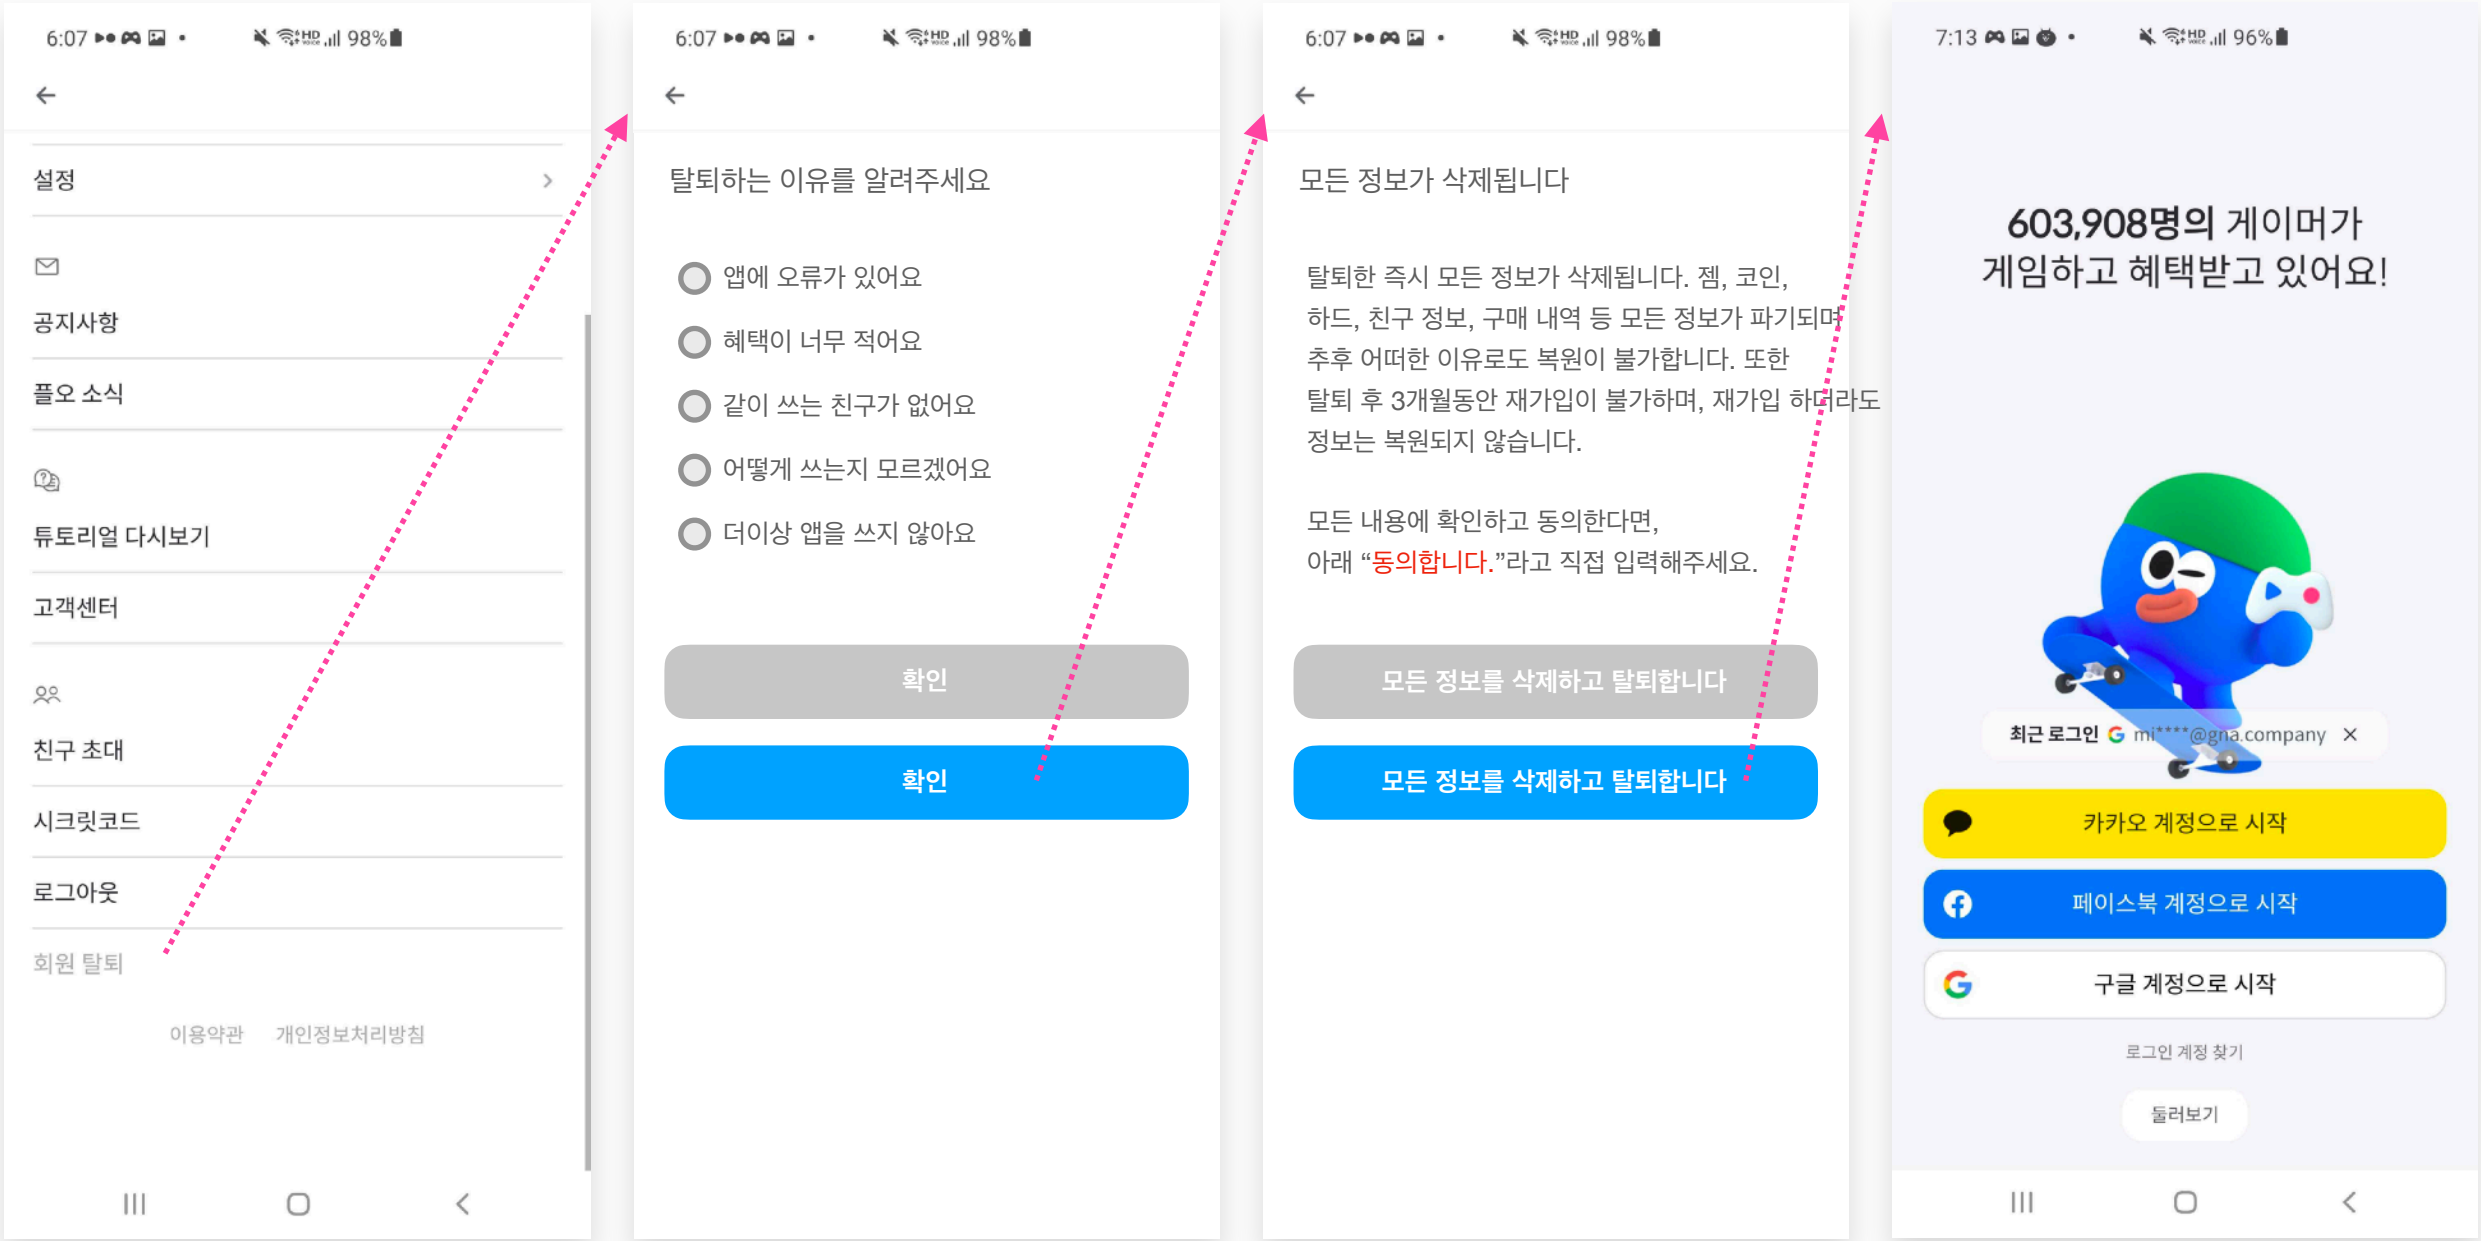 6:07
98%
설정
공지사항
플오 소식
튜토리얼 다시보기
고객센터
친구 초대
시크릿코드
로그아웃
회원 탈퇴
이용약관 개인정보처리방침
6:07
98%
탈퇴하는 이유를 알려주세요
앱에 오류가 있어요
혜택이 너무 적어요
같이 쓰는 친구가 없어요
어떻게 쓰는지 모르겠어요
더이상 앱을 쓰지 않아요
확인
확인
6:07
98%
모든 정보가 삭제됩니다
탈퇴한 즉시 모든 정보가 삭제됩니다. 젬, 코인,
하드, 친구 정보, 구매 내역 등 모든 정보가 파기되며
추후 어떠한 이유로도 복원이 불가합니다. 또한
탈퇴 후 3개월동안 재가입이 불가하며, 재가입 하더라도
정보는 복원되지 않습니다.
모든 내용에 확인하고 동의한다면,
아래 “동의합니다.”라고 직접 입력해주세요.
모든 정보를 삭제하고 탈퇴합니다
모든 정보를 삭제하고 탈퇴합니다
7:13
96%
603,908명의 게이머가
게임하고 혜택받고 있어요!
최근 로그인 G mi****@gna.company ×
카카오 계정으로 시작
페이스북 계정으로 시작
구글 계정으로 시작
로그인 계정 찾기
둘러보기